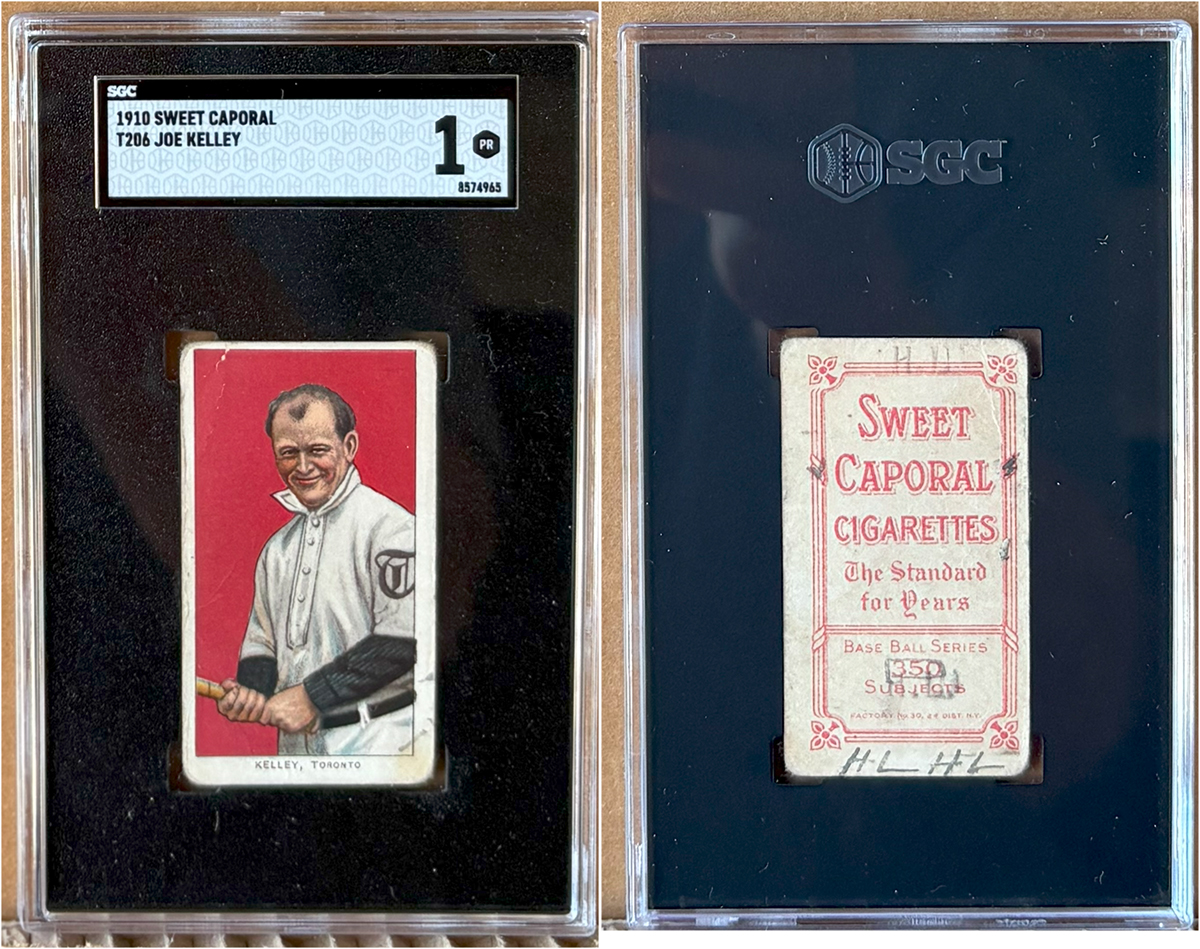 SGC
1910 SWEET CAPORAL
T206 JOE KELLEY
1 PR
8574965
T
KELLEY, TORONTO
SGC
SWEET
CAPORAL
CIGARETTES
The Standard
for Years
BASE BALL SERIES
350
SUBJECTS
FACTORY No 30, 2d DIST. N.Y.
HL HL